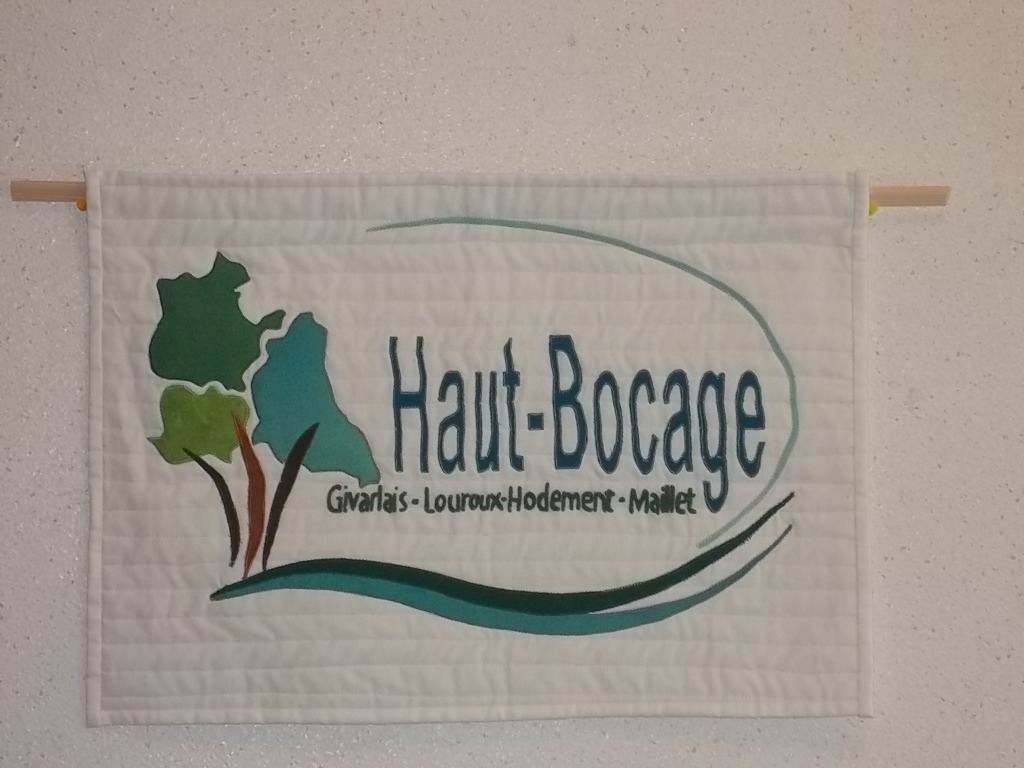 Haut-Bocage
Givarlais - Louroux-Hodement - Maillet